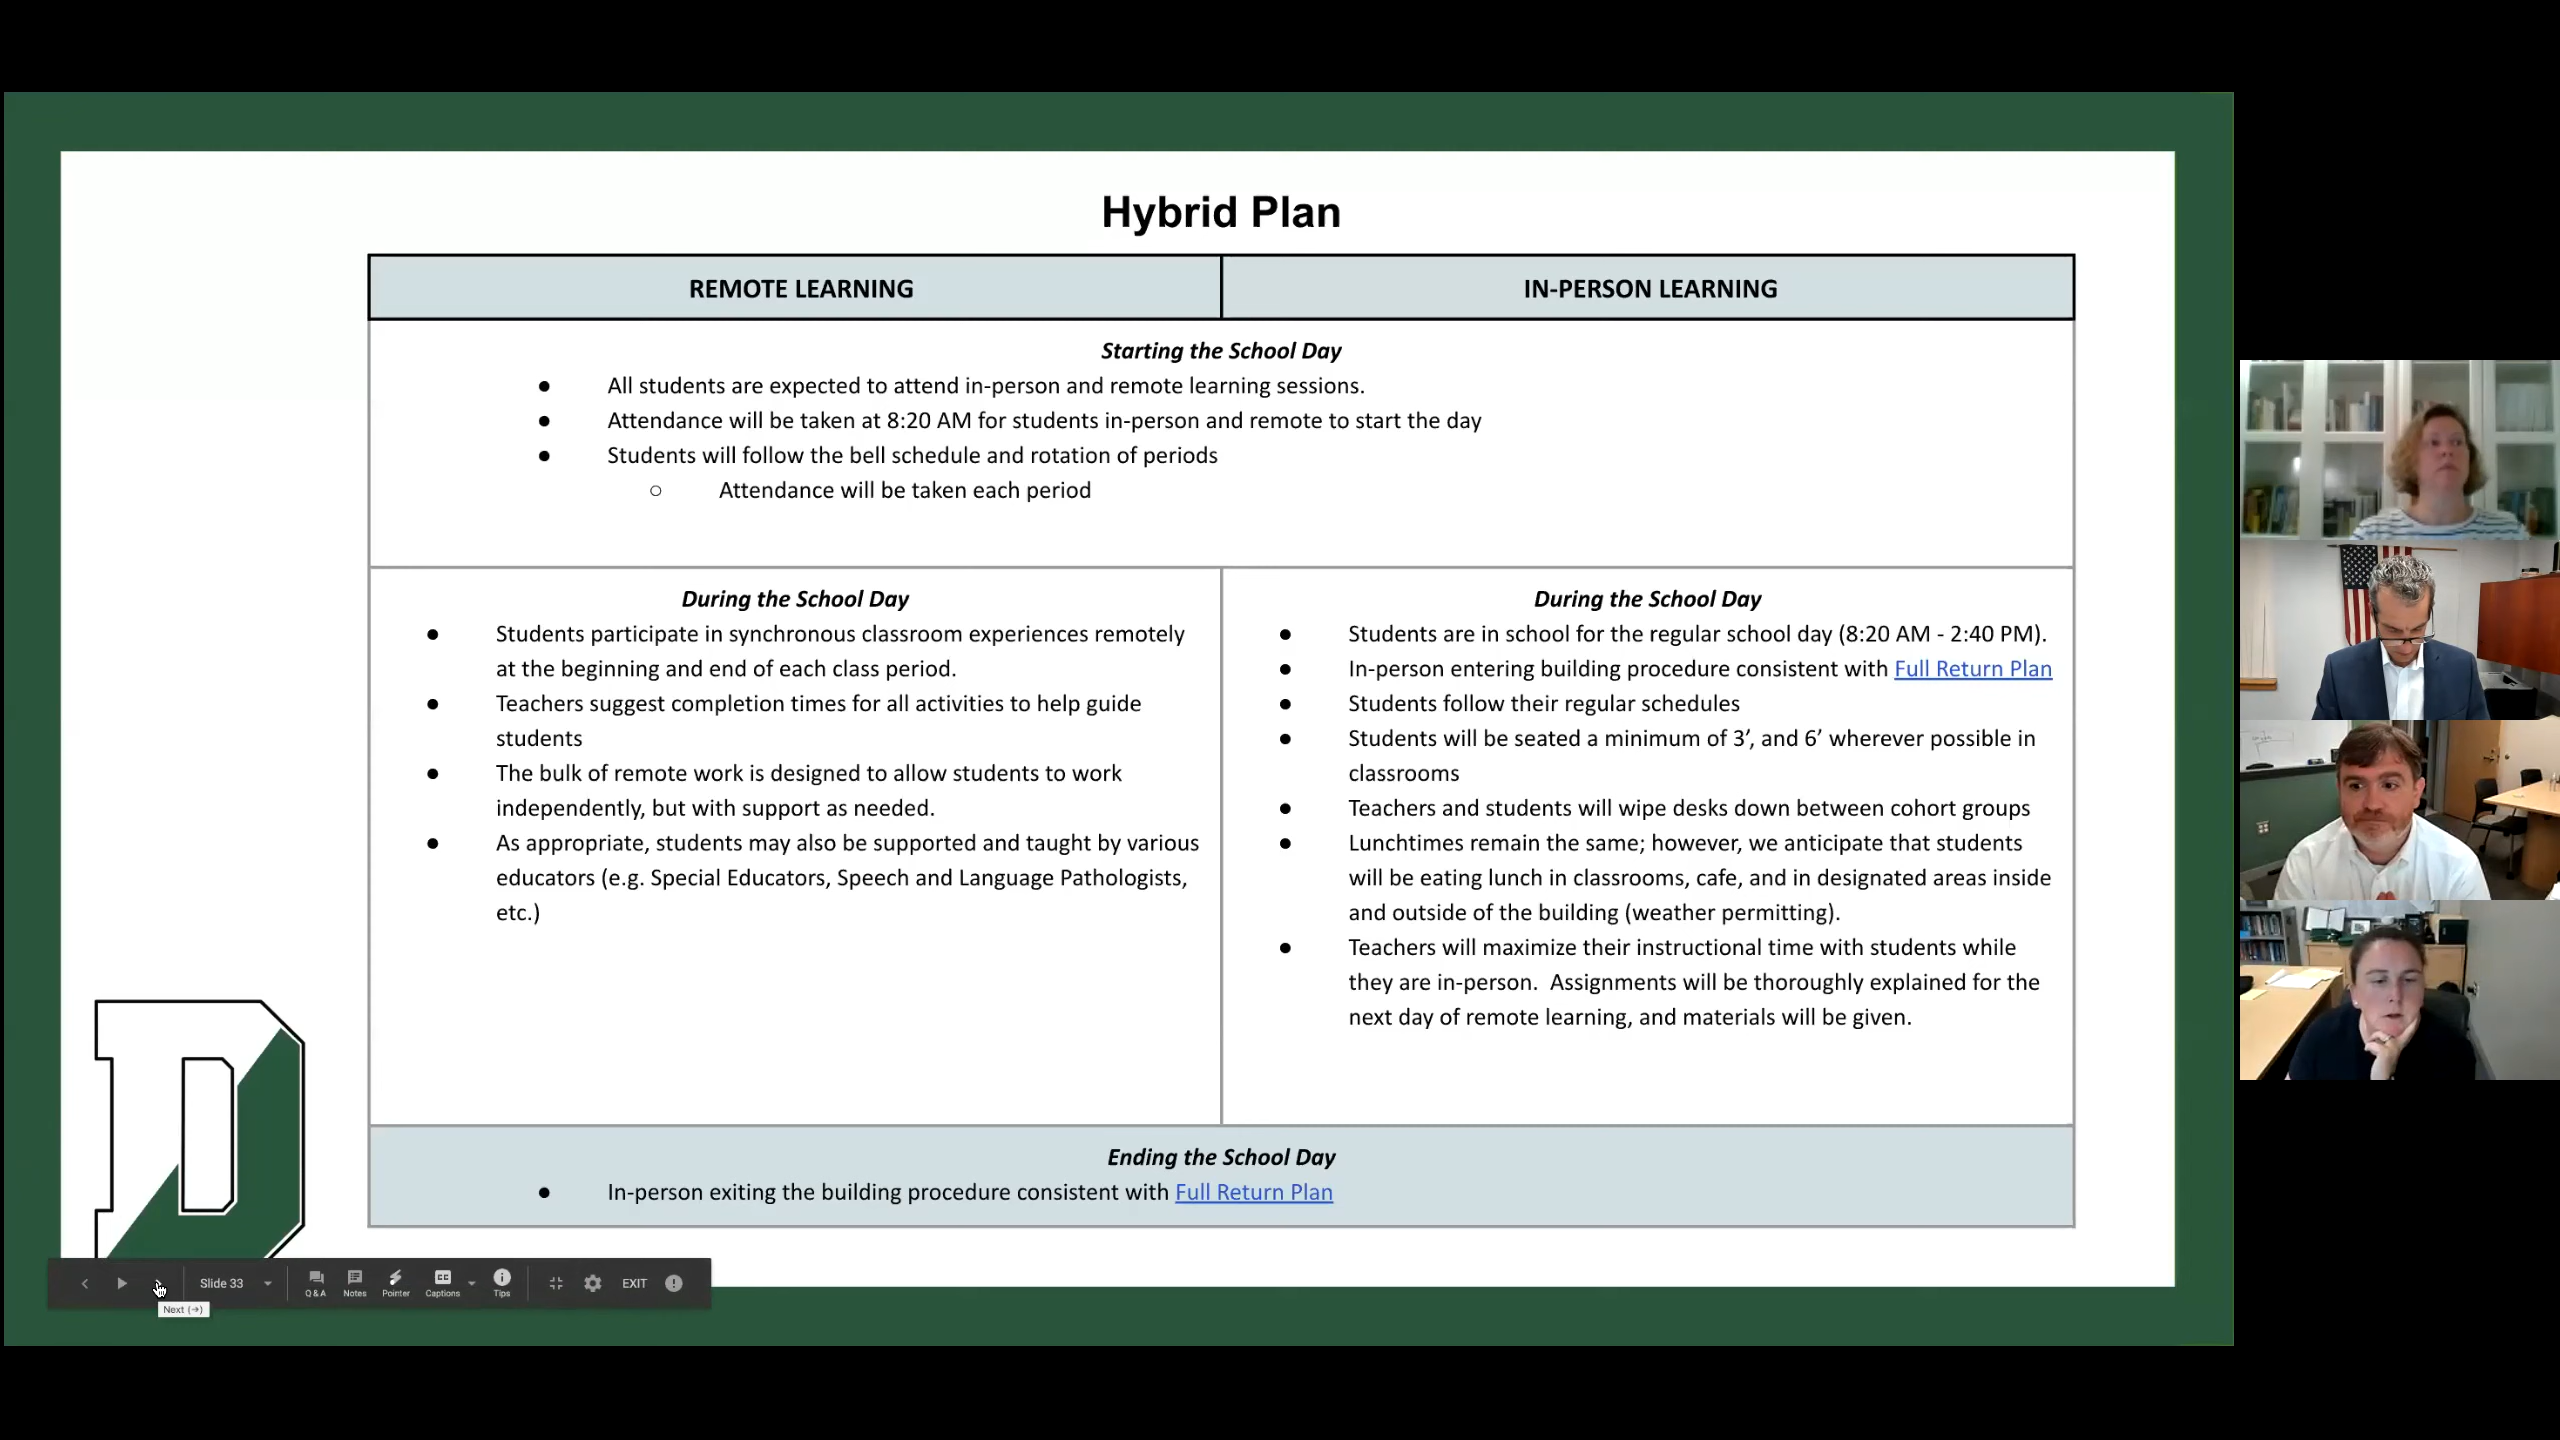 Hybrid Plan
REMOTE LEARNING
IN-PERSON LEARNING
Starting the School Day
● All students are expected to attend in-person and remote learning sessions.
● Attendance will be taken at 8:20 AM for students in-person and remote to start the day
● Students will follow the bell schedule and rotation of periods
○ Attendance will be taken each period
During the School Day
● Students participate in synchronous classroom experiences remotely
at the beginning and end of each class period.
● Teachers suggest completion times for all activities to help guide
students
● The bulk of remote work is designed to allow students to work
independently, but with support as needed.
● As appropriate, students may also be supported and taught by various
educators (e.g. Special Educators, Speech and Language Pathologists,
etc.)
During the School Day
● Students are in school for the regular school day (8:20 AM - 2:40 PM).
● In-person entering building procedure consistent with Full Return Plan
● Students follow their regular schedules
● Students will be seated a minimum of 3’, and 6’ wherever possible in
classrooms
● Teachers and students will wipe desks down between cohort groups
● Lunchtimes remain the same; however, we anticipate that students
will be eating lunch in classrooms, cafe, and in designated areas inside
and outside of the building (weather permitting).
● Teachers will maximize their instructional time with students while
they are in-person.  Assignments will be thoroughly explained for the
next day of remote learning, and materials will be given.
Ending the School Day
● In-person exiting the building procedure consistent with Full Return Plan
D
Slide 33
Q & A
Notes
Pointer
CC
Captions
Tips
EXIT
Next (→)